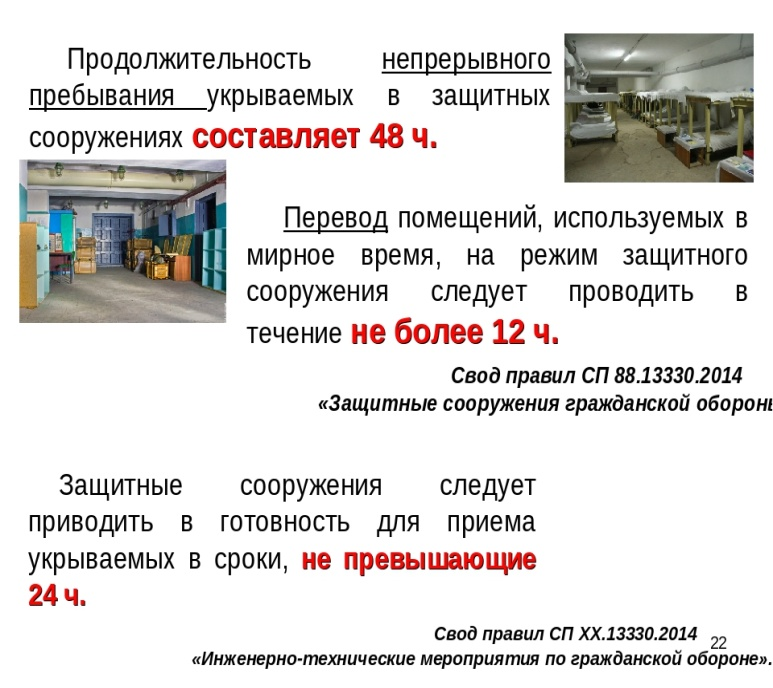 Продолжительность непрерывного
пребывания укрываемых в защитных
сооружениях составляет 48 ч.
Перевод помещений, используемых в
мирное время, на режим защитного
сооружения следует проводить в
течение не более 12 ч.
Свод правил СП 88.13330.2014
«Защитные сооружения гражданской оборон
Защитные сооружения следует
приводить в готовность для приема
укрываемых в сроки, не превышающие
24 ч.
Свод правил СП ХХ.13330.2014
22
«Инженерно-технические мероприятия по гражданской обороне».